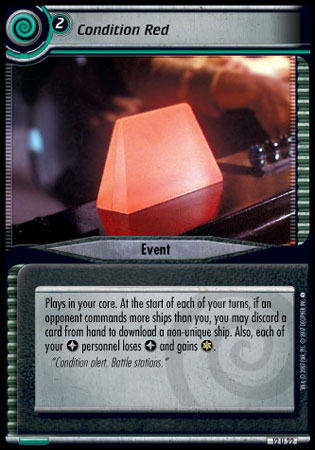 2
Condition Red
Event
Plays in your core. At the start of each of your turns, if an
opponent commands more ships than you, you may discard a
card from hand to download a non-unique ship. Also, each of
your personnel loses and gains .
"Condition alert. Battle stations."
12 U 22